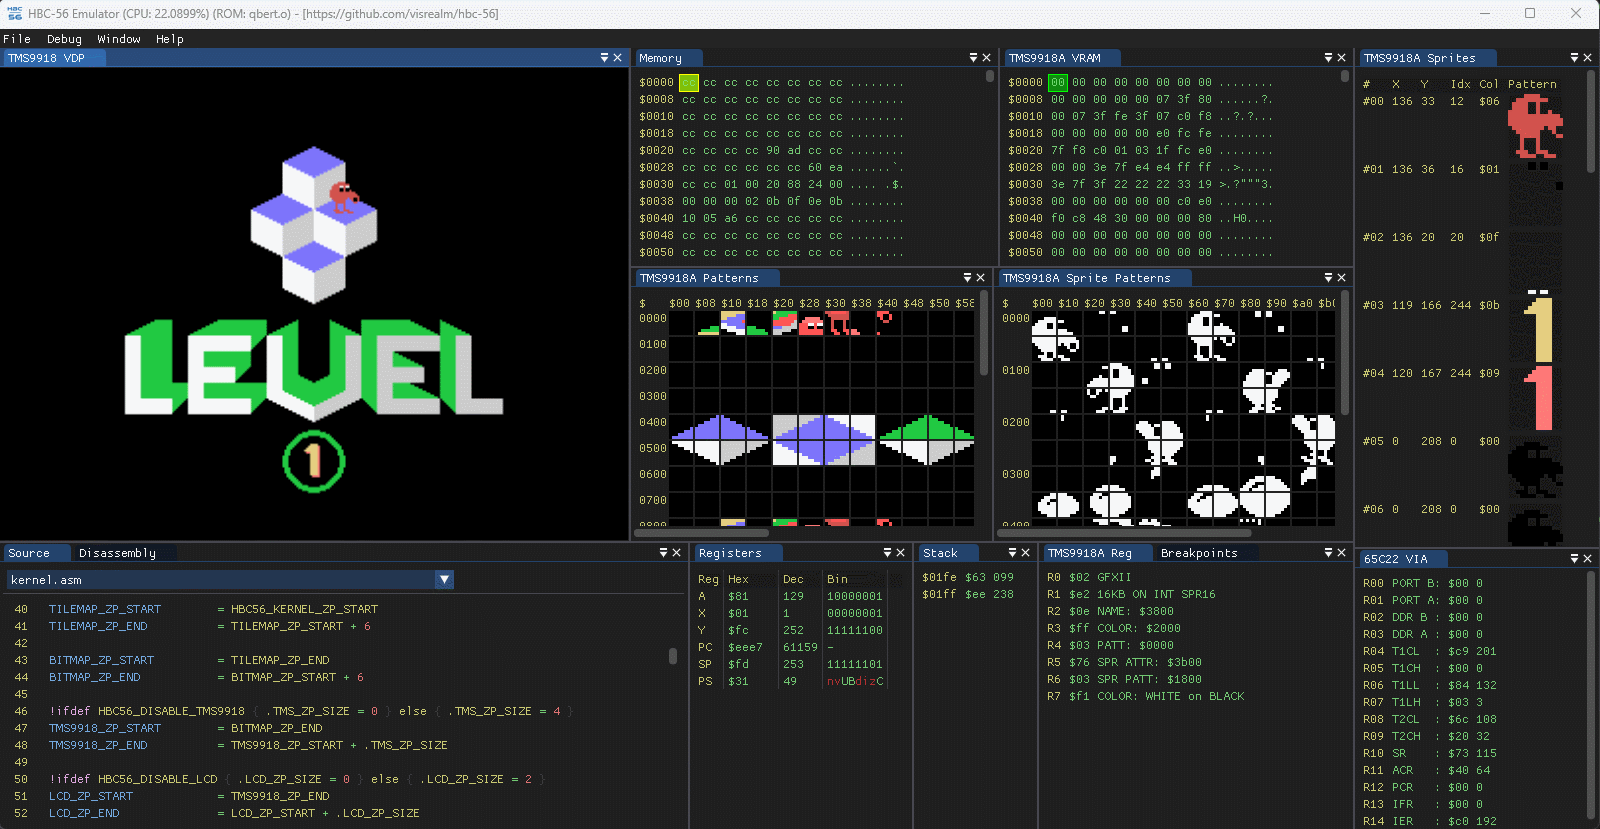 HBC 56 HBC-56 Emulator (CPU: 22.0899%) (ROM: qbert.o) - [https://github.com/visrealm/hbc-56]
File Debug Window Help
TMS9918 VDP
LEVEL
1
Memory
$0000 cc cc cc cc cc cc cc cc ........
$0008 cc cc cc cc cc cc cc cc ........
$0010 cc cc cc cc cc cc cc cc ........
$0018 cc cc cc cc cc cc cc cc ........
$0020 cc cc cc cc 90 ad cc cc ........
$0028 cc cc cc cc cc cc 60 ea ......`.
$0030 cc cc 01 00 20 88 24 00 .... .$.
$0038 00 00 00 02 0b 0f 0e 0b ........
$0040 10 05 a6 cc cc cc cc cc ........
$0048 cc cc cc cc cc cc cc cc ........
$0050 cc cc cc cc cc cc cc cc ........
TMS9918A VRAM
$0000 00 00 00 00 00 00 00 00 ........
$0008 00 00 00 00 00 07 3f 80 ......?.
$0010 00 07 3f fe 3f 07 c0 f8 ..?.?...
$0018 00 00 00 00 00 e0 fc fe ........
$0020 7f f8 c0 01 03 1f fc e0 ........
$0028 00 00 3e 7f e4 e4 ff ff ..>.....
$0030 3e 7f 3f 22 22 22 33 19 >.?"""3.
$0038 00 00 00 00 00 00 c0 e0 ........
$0040 f0 c8 48 30 00 00 00 80 ..H0....
$0048 00 00 00 00 00 00 00 00 ........
$0050 00 00 00 00 00 00 00 00 ........
TMS9918A Sprites
# X Y Idx Col Pattern
#00 136 33 12 $06
#01 136 36 16 $01
#02 136 20 20 $0f
#03 119 166 244 $0b
#04 120 167 244 $09
#05 0 208 0 $00
#06 0 208 0 $00
TMS9918A Patterns
$ $00 $08 $10 $18 $20 $28 $30 $38 $40 $48 $50 $58
0000
0100
0200
0300
0400
0500
0600
0700
0800
TMS9918A Sprite Patterns
$ $00 $10 $20 $30 $40 $50 $60 $70 $80 $90 $a0 $b0
0000
0100
0200
0300
0400
Source Disassembly
kernel.asm
40 TILEMAP_ZP_START = HBC56_KERNEL_ZP_START
41 TILEMAP_ZP_END = TILEMAP_ZP_START + 6
42
43 BITMAP_ZP_START = TILEMAP_ZP_END
44 BITMAP_ZP_END = BITMAP_ZP_START + 6
45
46 !ifdef HBC56_DISABLE_TMS9918 { .TMS_ZP_SIZE = 0 } else { .TMS_ZP_SIZE = 4 }
47 TMS9918_ZP_START = BITMAP_ZP_END
48 TMS9918_ZP_END = TMS9918_ZP_START + .TMS_ZP_SIZE
49
50 !ifdef HBC56_DISABLE_LCD { .LCD_ZP_SIZE = 0 } else { .LCD_ZP_SIZE = 2 }
51 LCD_ZP_START = TMS9918_ZP_END
52 LCD_ZP_END = LCD_ZP_START + .LCD_ZP_SIZE
Registers
Reg Hex Dec Bin
A $81 129 10000001
X $01 1 00000001
Y $fc 252 11111100
PC $eee7 61159 -
SP $fd 253 11111101
PS $31 49 nvUBdizC
Stack
$01fe $63 099
$01ff $ee 238
TMS9918A Reg Breakpoints
R0 $02 GFXII
R1 $e2 16KB ON INT SPR16
R2 $0e NAME: $3800
R3 $ff COLOR: $2000
R4 $03 PATT: $0000
R5 $76 SPR ATTR: $3b00
R6 $03 SPR PATT: $1800
R7 $f1 COLOR: WHITE on BLACK
65C22 VIA
R00 PORT B: $00 0
R01 PORT A: $00 0
R02 DDR B : $00 0
R03 DDR A : $00 0
R04 T1CL : $c9 201
R05 T1CH : $00 0
R06 T1LL : $84 132
R07 T1LH : $03 3
R08 T2CL : $6c 108
R09 T2CH : $20 32
R10 SR : $73 115
R11 ACR : $40 64
R12 PCR : $00 0
R13 IFR : $00 0
R14 IER : $c0 192